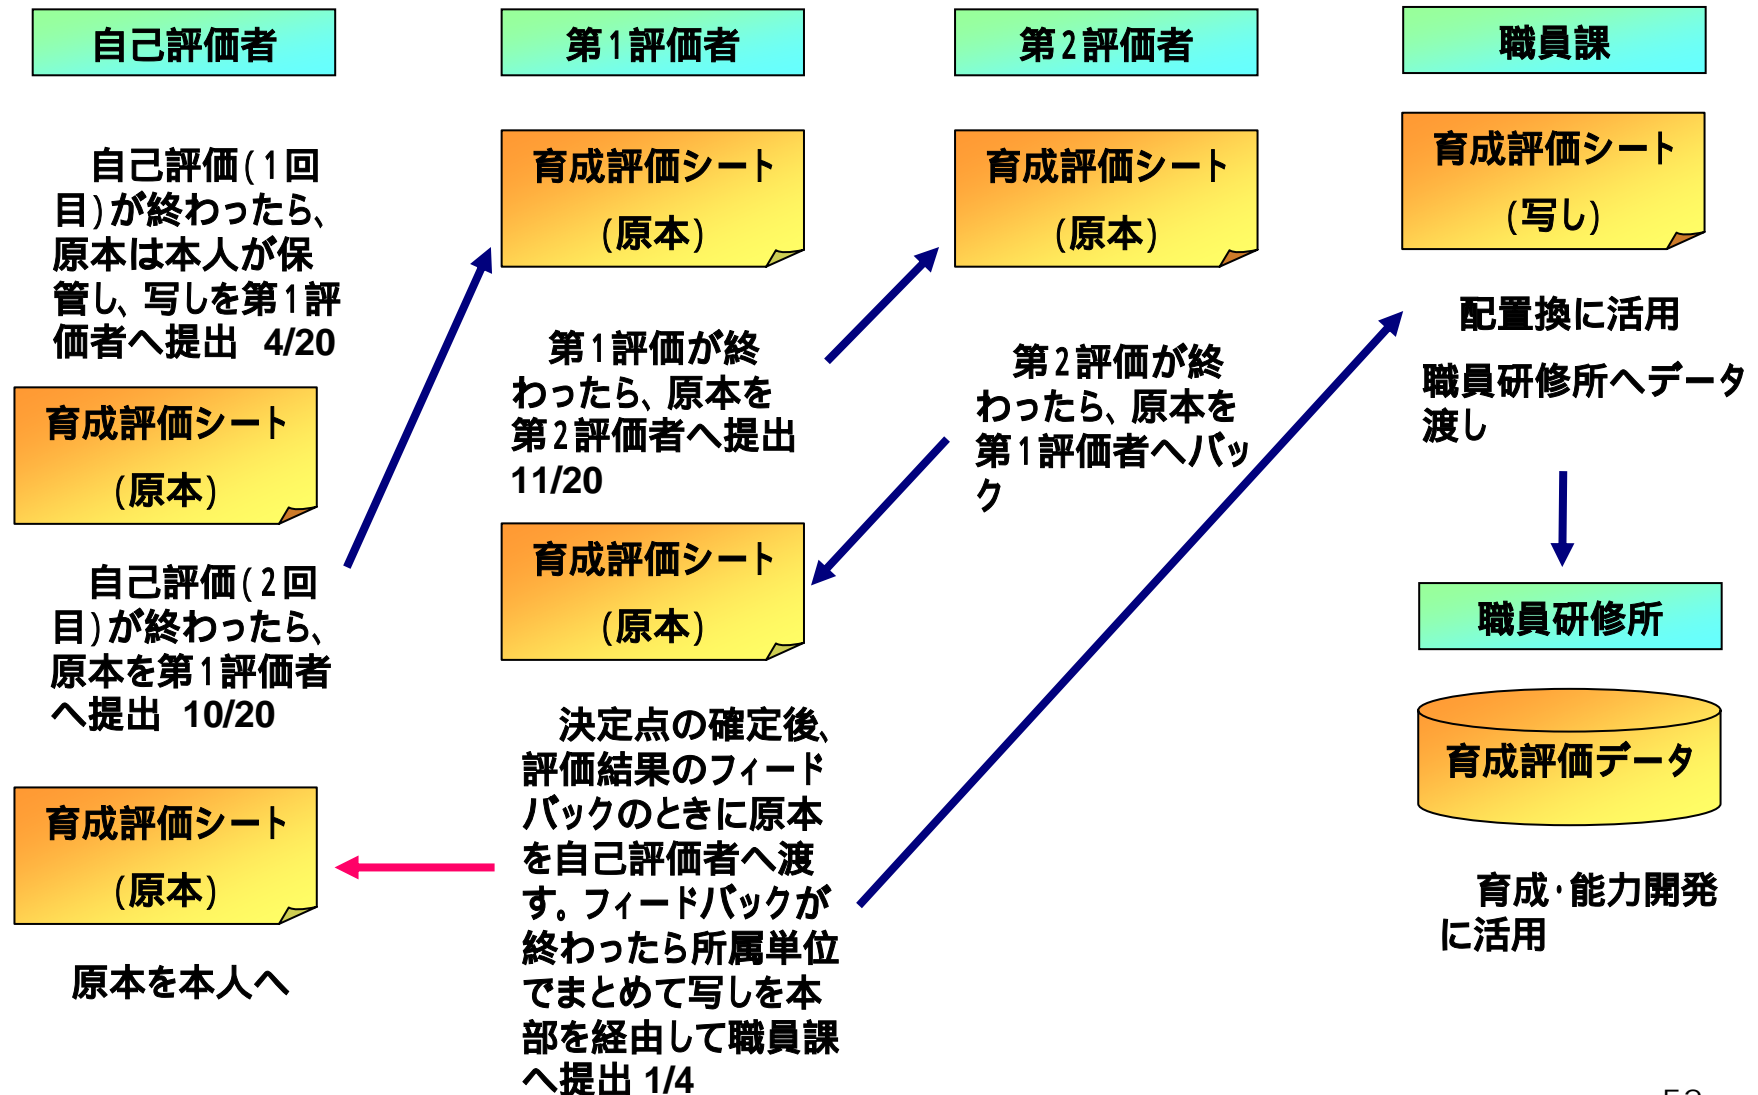 自己評価者
自己評価(1回
目)が終わったら、
原本は本人が保
管し、写しを第1評
価者へ提出 4/20
育成評価シート
(原本)
自己評価(2回
目)が終わったら、
原本を第1評価者
へ提出 10/20
育成評価シート
(原本)
原本を本人へ
第1評価者
育成評価シート
(原本)
第1評価が終
わったら、原本を
第2評価者へ提出
11/20
育成評価シート
(原本)
決定点の確定後、
評価結果のフィード
バックのときに原本
を自己評価者へ渡
す。フィードバックが
終わったら所属単位
でまとめて写しを本
部を経由して職員課
へ提出 1/4
第2評価者
育成評価シート
(原本)
第2評価が終
わったら、原本を
第1評価者へバッ
ク
職員課
育成評価シート
(写し)
配置換に活用
職員研修所へデータ
渡し
職員研修所
育成評価データ
育成・能力開発
に活用